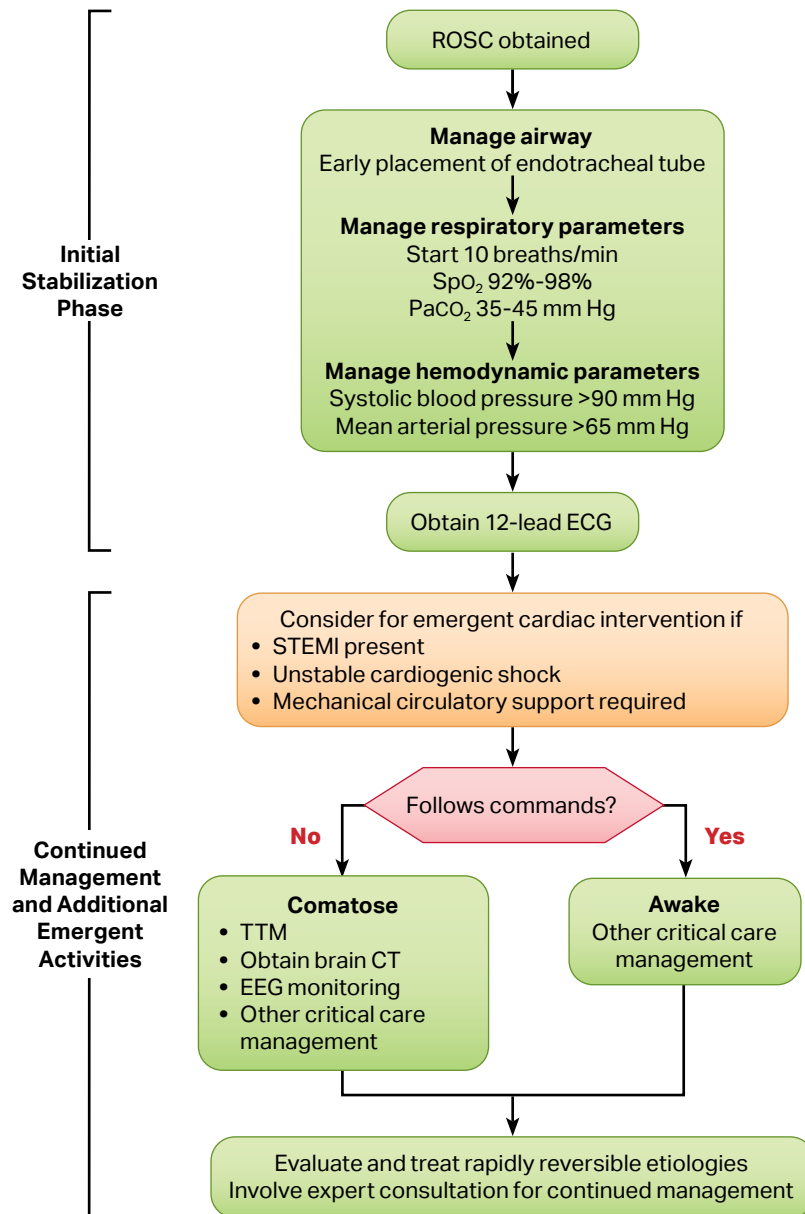 ROSC obtained
Manage airway
Early placement of endotracheal tube
Manage respiratory parameters
Start 10 breaths/min
SpO₂ 92%-98%
PaCO₂ 35-45 mm Hg
Manage hemodynamic parameters
Systolic blood pressure >90 mm Hg
Mean arterial pressure >65 mm Hg
Obtain 12-lead ECG
Initial
Stabilization
Phase
Consider for emergent cardiac intervention if
• STEMI present
• Unstable cardiogenic shock
• Mechanical circulatory support required
Follows commands?
No
Yes
Comatose
• TTM
• Obtain brain CT
• EEG monitoring
• Other critical care
management
Awake
Other critical care
management
Continued
Management
and Additional
Emergent
Activities
Evaluate and treat rapidly reversible etiologies
Involve expert consultation for continued management